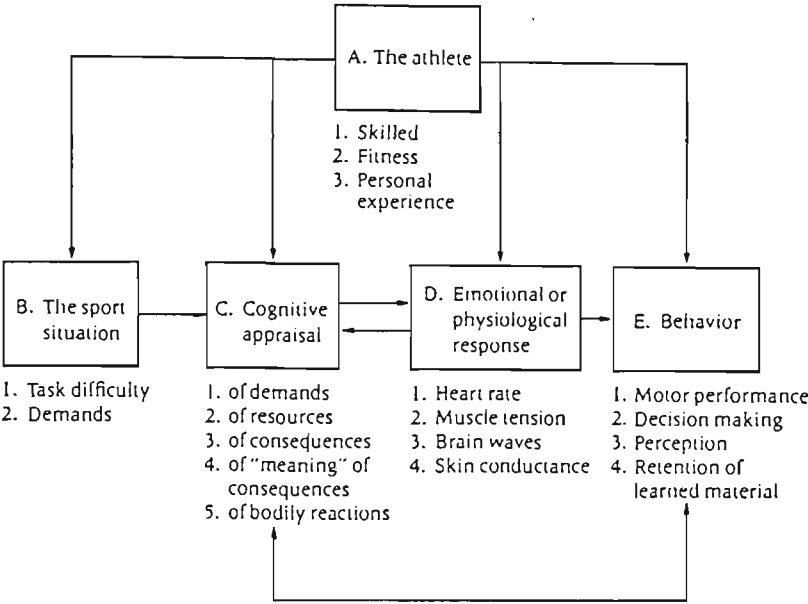 A. The athlete
1. Skilled
2. Fitness
3. Personal
experience
B. The sport
situation
1. Task difficulty
2. Demands
C. Cognitive
appraisal
1. of demands
2. of resources
3. of consequences
4. of "meaning" of
consequences
5. of bodily reactions
D. Emotional or
physiological
response
1. Heart rate
2. Muscle tension
3. Brain waves
4. Skin conductance
E. Behavior
1. Motor performance
2. Decision making
3. Perception
4. Retention of
learned material